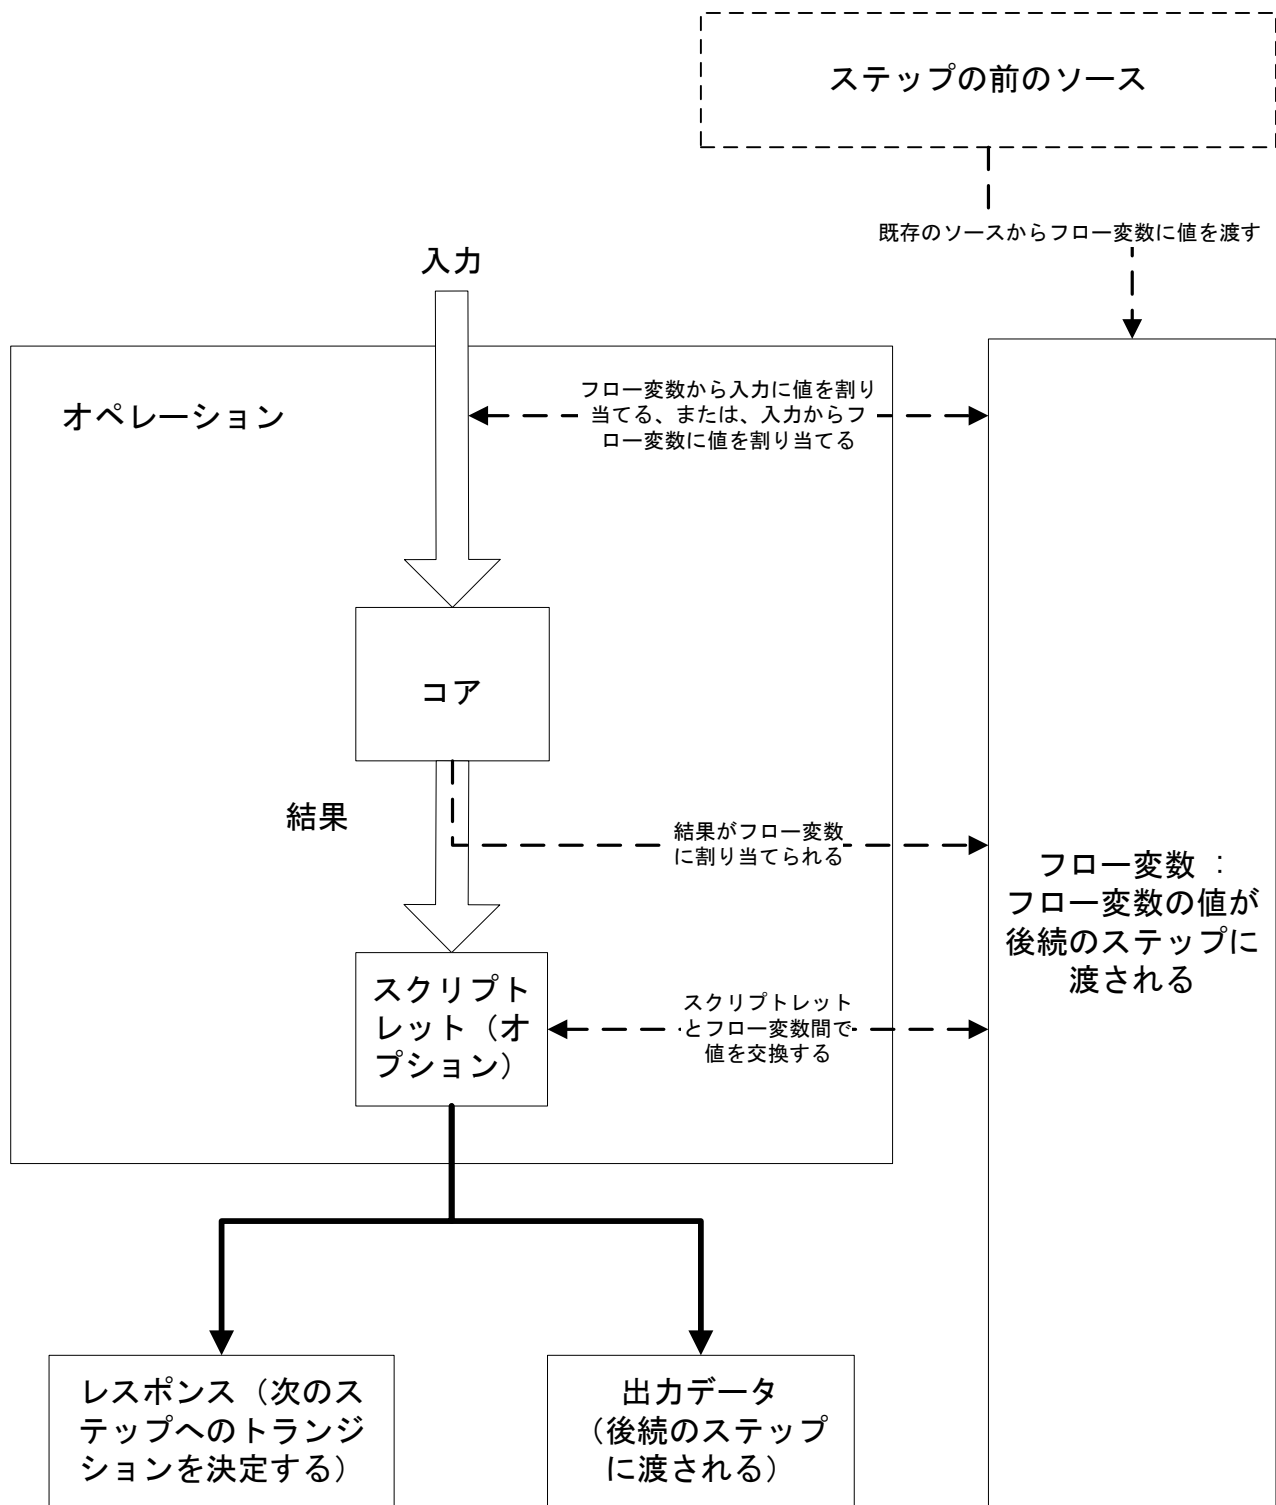 ステップの前のソース
既存のソースからフロー変数に値を渡す
入力
オペレーション
フロー変数から入力に値を割り
当てる、または、入力からフ
ロー変数に値を割り当てる
コア
結果
結果がフロー変数
に割り当てられる
フロー変数 :
フロー変数の値が
後続のステップに
渡される
スクリプト
レット（オ
プション）
スクリプトレット
とフロー変数間で
値を交換する
レスポンス（次のス
テップへのトランジ
ションを決定する）
出力データ
（後続のステップ
に渡される）